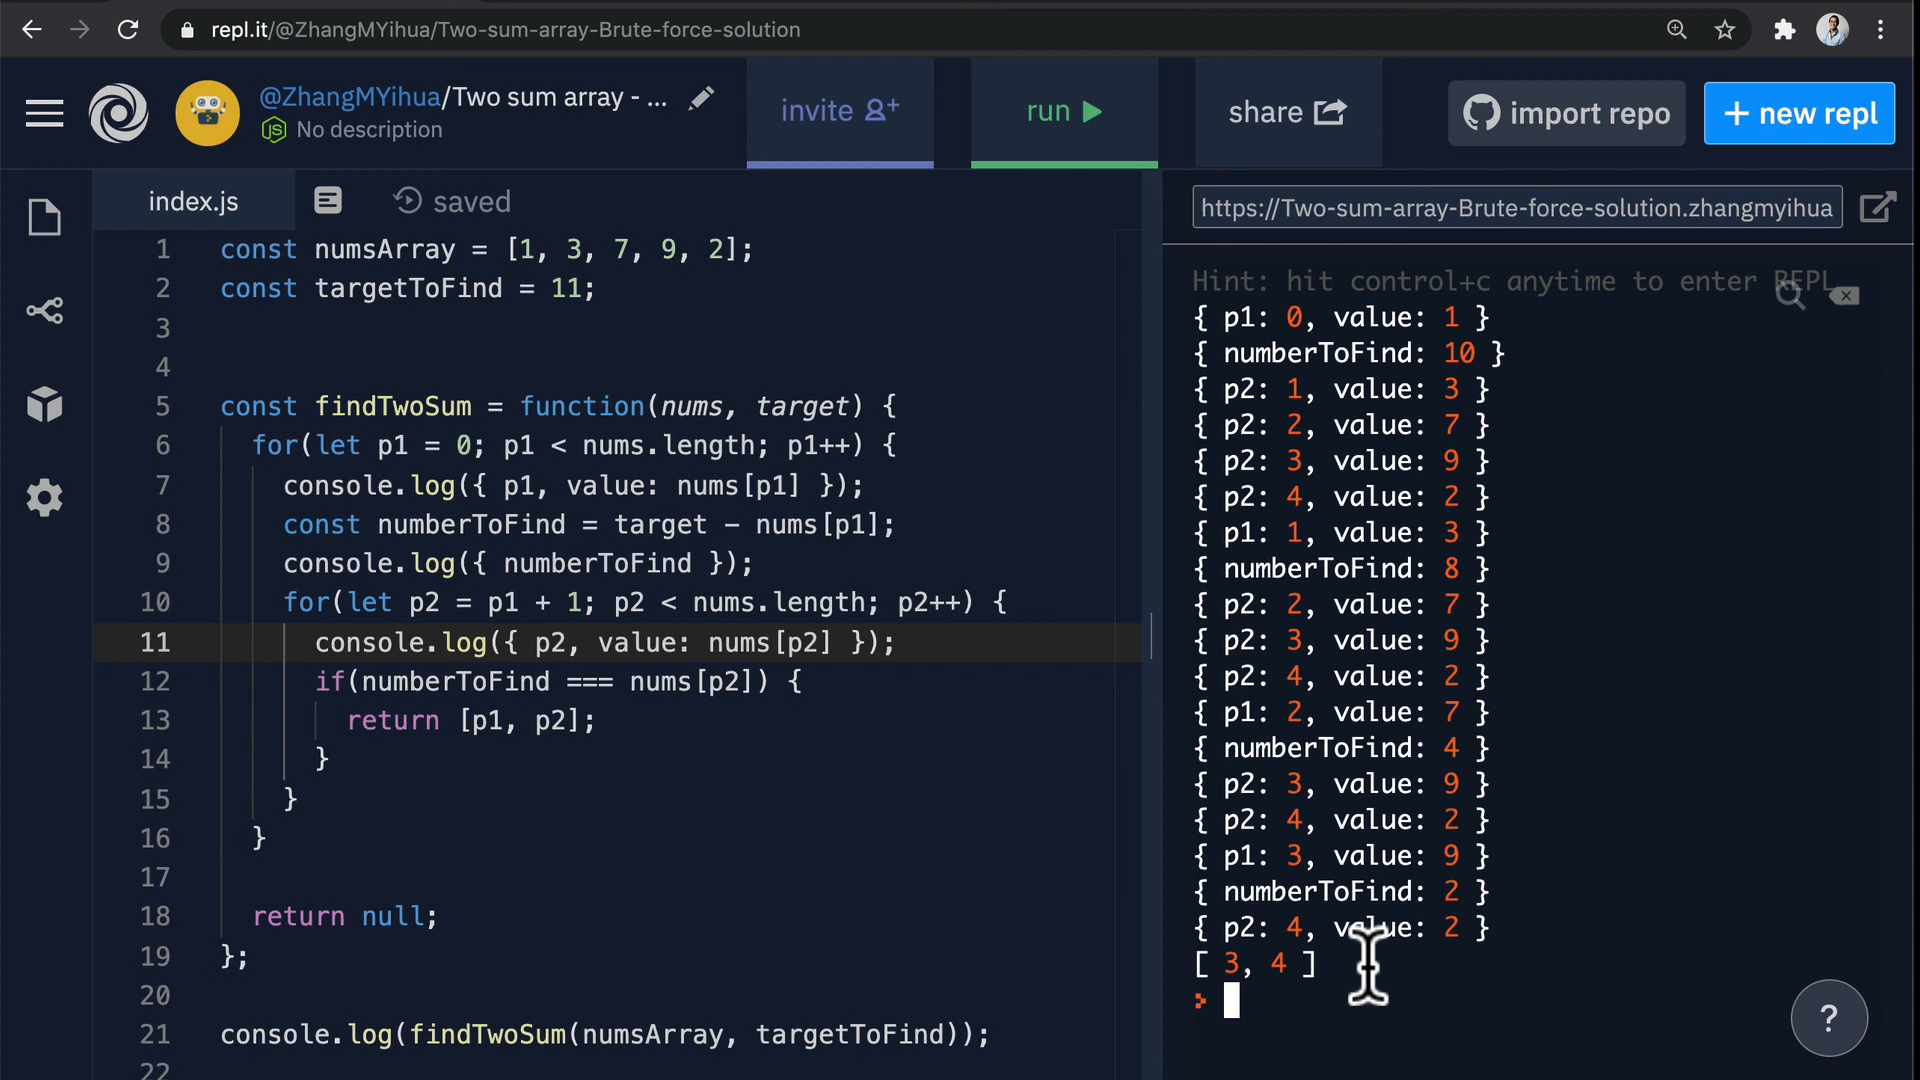 repl.it/@ZhangMYihua/Two-sum-array-Brute-force-solution
@ZhangMYihua/Two sum array - ...
No description
invite
run
share
import repo
+ new repl
index.js
saved
1 const numsArray = [1, 3, 7, 9, 2];
2 const targetToFind = 11;
3
4
5 const findTwoSum = function(nums, target) {
6 for(let p1 = 0; p1 < nums.length; p1++) {
7 console.log({ p1, value: nums[p1] });
8 const numberToFind = target - nums[p1];
9 console.log({ numberToFind });
10 for(let p2 = p1 + 1; p2 < nums.length; p2++) {
11 console.log({ p2, value: nums[p2] });
12 if(numberToFind === nums[p2]) {
13 return [p1, p2];
14 }
15 }
16 }
17
18 return null;
19 };
20
21 console.log(findTwoSum(numsArray, targetToFind));
22
https://Two-sum-array-Brute-force-solution.zhangmyihua
Hint: hit control+c anytime to enter REPL
{ p1: 0, value: 1 }
{ numberToFind: 10 }
{ p2: 1, value: 3 }
{ p2: 2, value: 7 }
{ p2: 3, value: 9 }
{ p2: 4, value: 2 }
{ p1: 1, value: 3 }
{ numberToFind: 8 }
{ p2: 2, value: 7 }
{ p2: 3, value: 9 }
{ p2: 4, value: 2 }
{ p1: 2, value: 7 }
{ numberToFind: 4 }
{ p2: 3, value: 9 }
{ p2: 4, value: 2 }
{ p1: 3, value: 9 }
{ numberToFind: 2 }
{ p2: 4, value: 2 }
[ 3, 4 ]
?